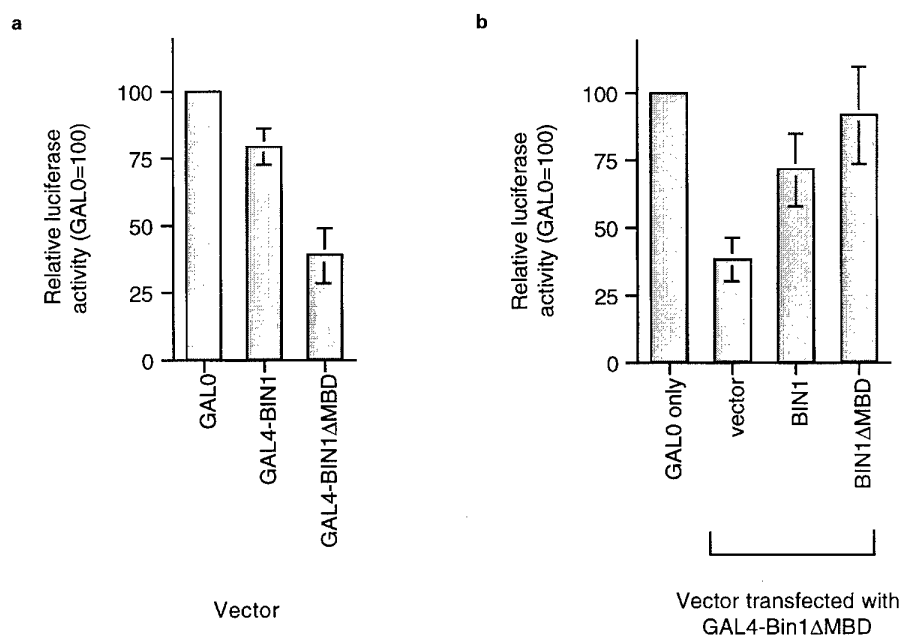 a
Relative luciferase
activity (GAL0=100)
100
75
50
25
0
GAL0
GAL4-BIN1
GAL4-BIN1ΔMBD
Vector
b
Relative luciferase
activity (GAL0=100)
100
75
50
25
0
GAL0 only
vector
BIN1
BIN1ΔMBD
Vector transfected with
GAL4-Bin1ΔMBD